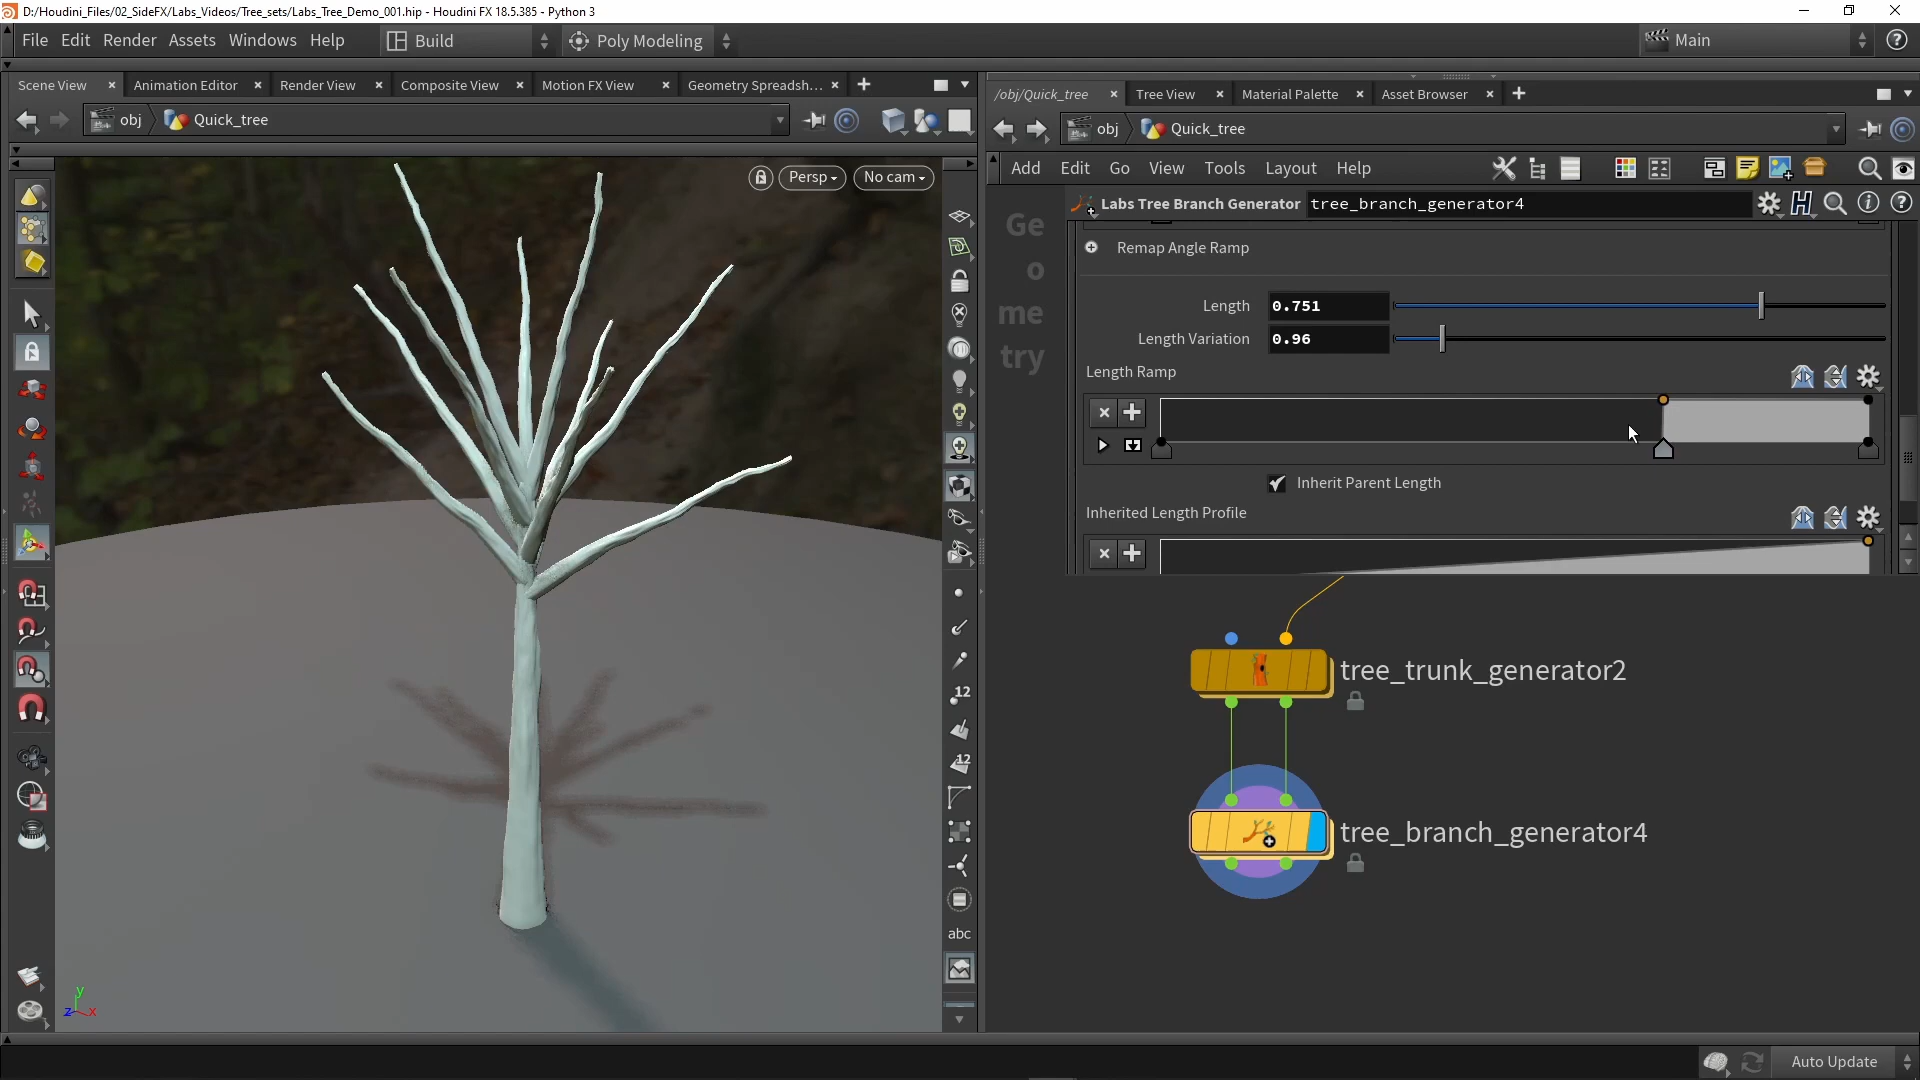 D:/Houdini_Files/02_SideFX/Labs_Videos/Tree_sets/Labs_Tree_Demo_001.hip - Houdini FX 18.5.385 - Python 3
File Edit Render Assets Windows Help Build Poly Modeling Main
Scene View Animation Editor Render View Composite View Motion FX View Geometry Spreadsh...
obj Quick_tree
Persp No cam
12
12
abc
y
z x
/obj/Quick_tree Tree View Material Palette Asset Browser
obj Quick_tree
Add Edit Go View Tools Layout Help
Labs Tree Branch Generator tree_branch_generator4
Geo
me
try
Remap Angle Ramp
Length 0.751
Length Variation 0.96
Length Ramp
Inherit Parent Length
Inherited Length Profile
tree_trunk_generator2
tree_branch_generator4
Auto Update